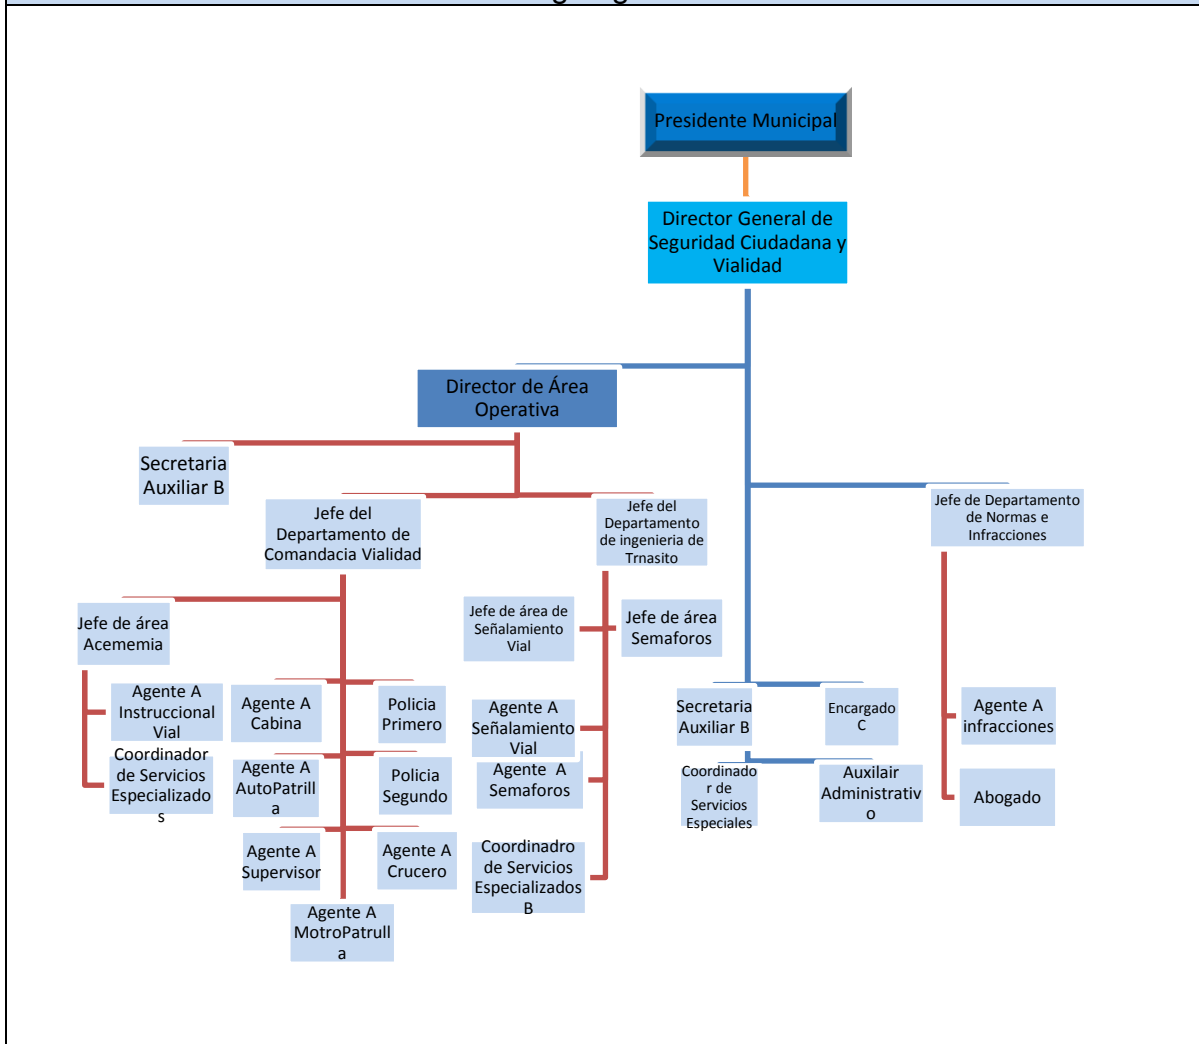 Presidente Municipal
Director General de
Seguridad Ciudadana y
Vialidad
Director de Área
Operativa
Secretaria
Auxiliar B
Jefe del
Departamento de
Comandacia Vialidad
Jefe del
Departamento
de ingenieria de
Trnasito
Jefe de Departamento
de Normas e
Infracciones
Jefe de área
Acememia
Jefe de área de
Señalamiento
Vial
Jefe de área
Semaforos
Agente A
Instruccional
Vial
Agente A
Cabina
Policia
Primero
Agente A
Señalamiento
Vial
Secretaria
Auxiliar B
Encargado
C
Agente A
infracciones
Coordinador
de Servicios
Especializado
s
Agente A
AutoPatrill
a
Policia
Segundo
Agente  A
Semaforos
Coordinado
r de
Servicios
Especiales
Auxilair
Administrativ
o
Abogado
Agente A
Supervisor
Agente A
Crucero
Coordinadro
de Servicios
Especializados
B
Agente A
MotroPatrull
a